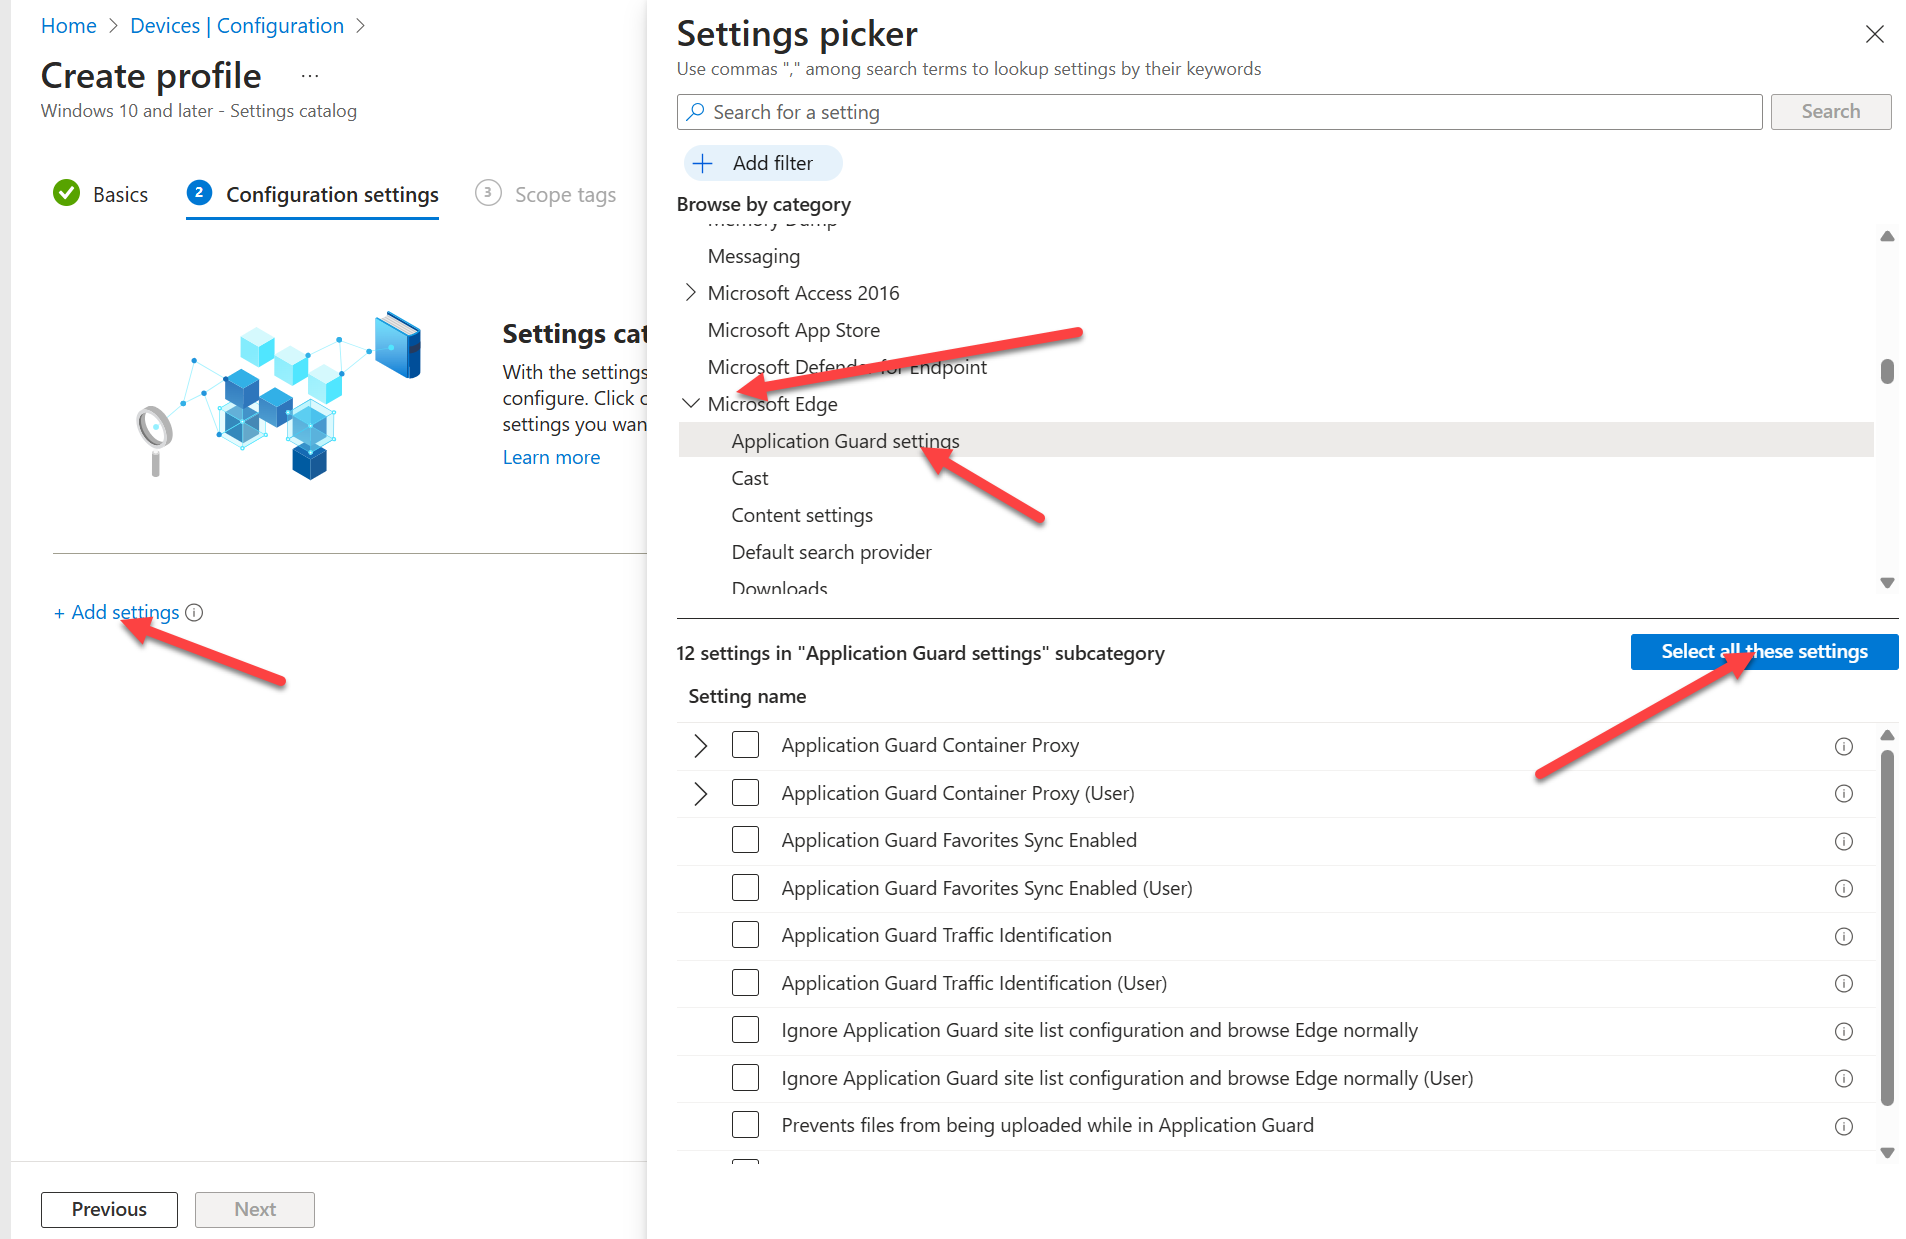 Home > Devices | Configuration >
Create profile ...
Windows 10 and later - Settings catalog
Basics
2 Configuration settings
3 Scope tags
Settings cat
With the settings
configure. Click
settings you wan
Learn more
+ Add settings
Previous
Next
Settings picker
Use commas "," among search terms to lookup settings by their keywords
Search for a setting
Search
+ Add filter
Browse by category
Memory Dump
Messaging
Microsoft Access 2016
Microsoft App Store
Microsoft Defender for Endpoint
Microsoft Edge
Application Guard settings
Cast
Content settings
Default search provider
Downloads
12 settings in "Application Guard settings" subcategory
Select all these settings
Setting name
Application Guard Container Proxy
Application Guard Container Proxy (User)
Application Guard Favorites Sync Enabled
Application Guard Favorites Sync Enabled (User)
Application Guard Traffic Identification
Application Guard Traffic Identification (User)
Ignore Application Guard site list configuration and browse Edge normally
Ignore Application Guard site list configuration and browse Edge normally (User)
Prevents files from being uploaded while in Application Guard